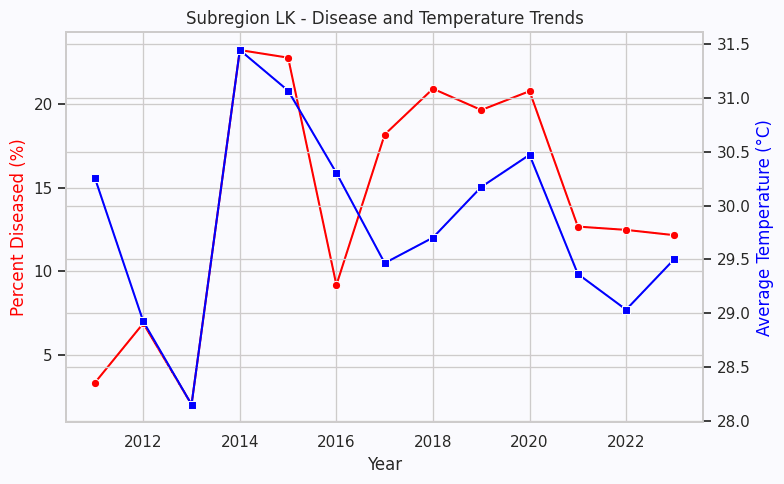 Subregion LK - Disease and Temperature Trends
Percent Diseased (%)
20
15
10
5
31.5
31.0
30.5
30.0
29.5
29.0
28.5
28.0
Average Temperature (°C)
2012 2014 2016 2018 2020 2022
Year